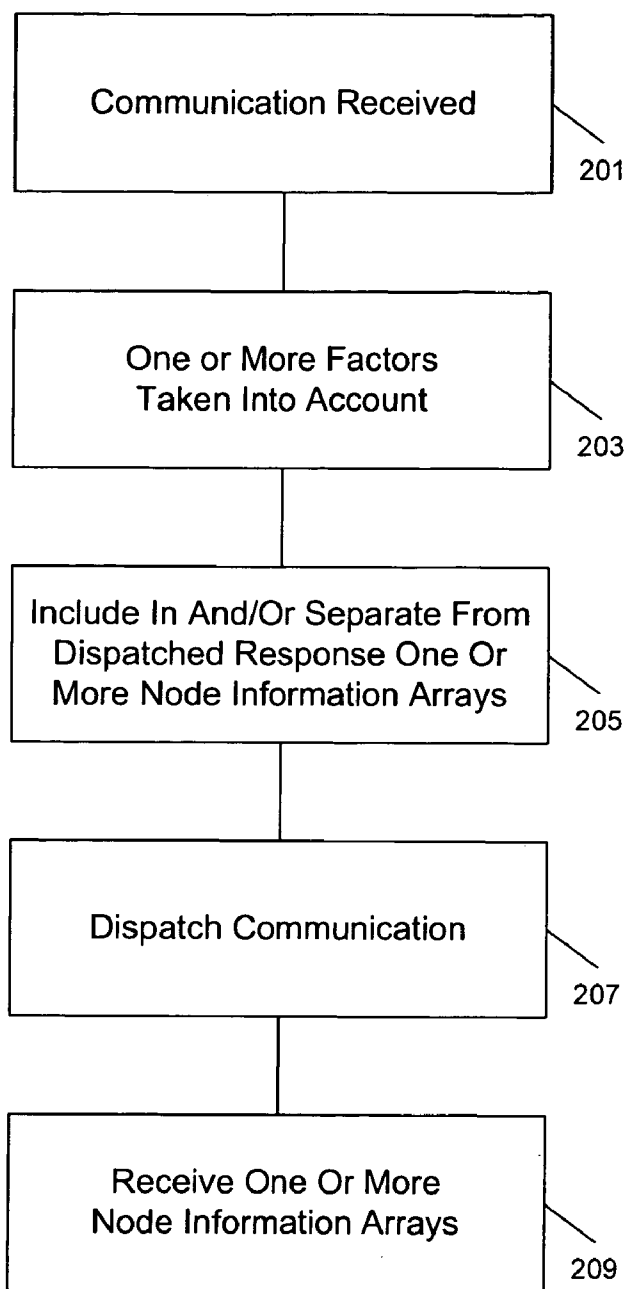 Communication Received
201
One or More Factors
Taken Into Account
203
Include In And/Or Separate From
Dispatched Response One Or
More Node Information Arrays
205
Dispatch Communication
207
Receive One Or More
Node Information Arrays
209